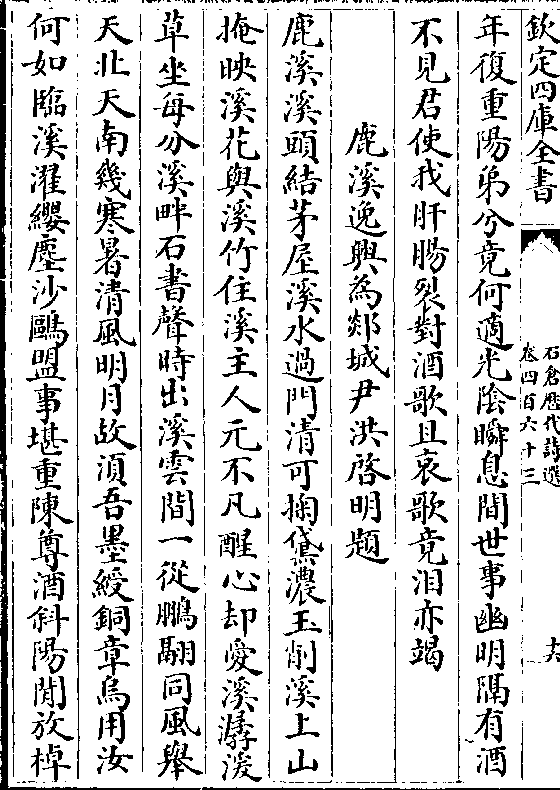 欽定四庫全書
石倉歷代詩選
卷四百六十三
十六
年復重陽弟兮竟何適光陰瞬息間世事幽明隔有酒
不見君使我肝腸裂對酒歌且哀歌竟泪亦竭
鹿溪逸興為郯城尹洪啓明題
鹿溪溪頭結茅屋溪水過門清可掬黛濃玉削溪上山
掩映溪花與溪竹住溪主人元不凡醒心却愛溪潺湲
草坐每分溪畔石書聲時出溪雲間一從鵬翮同風舉
天北天南幾寒暑清風明月故湏吾墨綬銅章烏用汝
何如臨溪濯纓塵沙鷗盟事堪重陳尊酒斜陽閒放棹